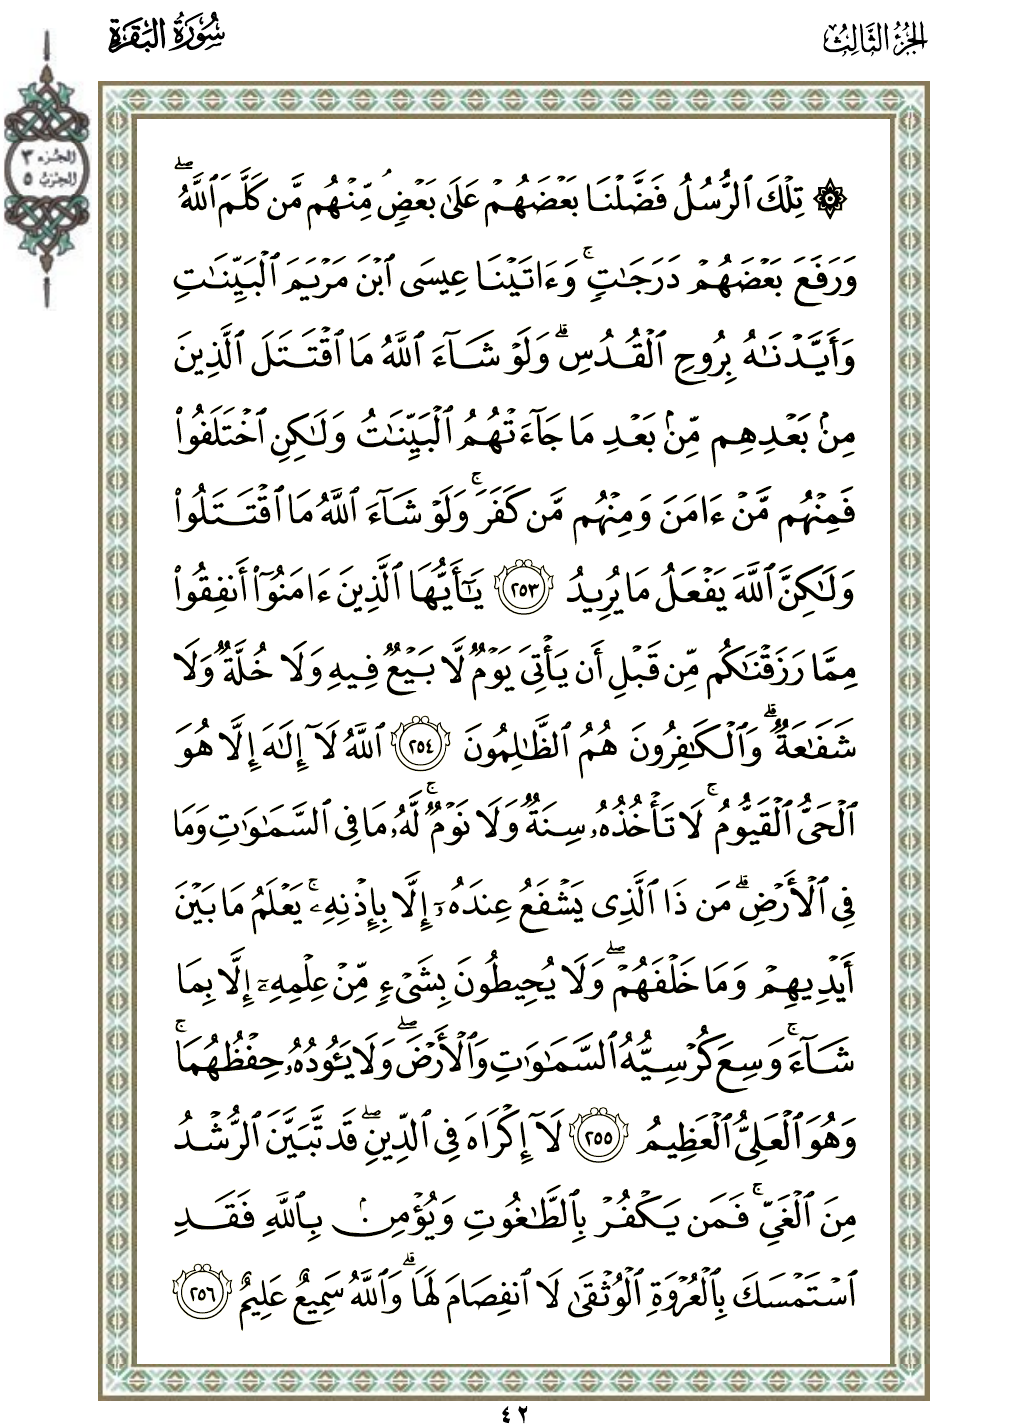 الجزء الثالث
سورة البقرة
الجزء ٣
الحزب ٥
۞ تِلْكَ ٱلرُّسُلُ فَضَّلْنَا بَعْضَهُمْ عَلَىٰ بَعْضٍۢ مِّنْهُم مَّن كَلَّمَ ٱللَّهُ ۖ
وَرَفَعَ بَعْضَهُمْ دَرَجَـٰتٍۢ ۚ وَءَاتَيْنَا عِيسَى ٱبْنَ مَرْيَمَ ٱلْبَيِّنَـٰتِ
وَأَيَّدْنَـٰهُ بِرُوحِ ٱلْقُدُسِ ۗ وَلَوْ شَآءَ ٱللَّهُ مَا ٱقْتَتَلَ ٱلَّذِينَ
مِنۢ بَعْدِهِم مِّنۢ بَعْدِ مَا جَآءَتْهُمُ ٱلْبَيِّنَـٰتُ وَلَـٰكِنِ ٱخْتَلَفُوا۟
فَمِنْهُم مَّنْ ءَامَنَ وَمِنْهُم مَّن كَفَرَ ۚ وَلَوْ شَآءَ ٱللَّهُ مَا ٱقْتَتَلُوا۟
وَلَـٰكِنَّ ٱللَّهَ يَفْعَلُ مَا يُرِيدُ ٢٥٣ يَـٰٓأَيُّهَا ٱلَّذِينَ ءَامَنُوٓا۟ أَنفِقُوا۟
مِمَّا رَزَقْنَـٰكُم مِّن قَبْلِ أَن يَأْتِىَ يَوْمٌۭ لَّا بَيْعٌۭ فِيهِ وَلَا خُلَّةٌۭ وَلَا
شَفَـٰعَةٌۭ ۗ وَٱلْكَـٰفِرُونَ هُمُ ٱلظَّـٰلِمُونَ ٢٥٤ ٱللَّهُ لَآ إِلَـٰهَ إِلَّا هُوَ
ٱلْحَىُّ ٱلْقَيُّومُ ۚ لَا تَأْخُذُهُۥ سِنَةٌۭ وَلَا نَوْمٌۭ ۚ لَّهُۥ مَا فِى ٱلسَّمَـٰوَٰتِ وَمَا
فِى ٱلْأَرْضِ ۗ مَن ذَا ٱلَّذِى يَشْفَعُ عِندَهُۥٓ إِلَّا بِإِذْنِهِۦ ۚ يَعْلَمُ مَا بَيْنَ
أَيْدِيهِمْ وَمَا خَلْفَهُمْ ۖ وَلَا يُحِيطُونَ بِشَىْءٍۢ مِّنْ عِلْمِهِۦٓ إِلَّا بِمَا
شَآءَ ۚ وَسِعَ كُرْسِيُّهُ ٱلسَّمَـٰوَٰتِ وَٱلْأَرْضَ ۖ وَلَا يَـُٔودُهُۥ حِفْظُهُمَا ۚ
وَهُوَ ٱلْعَلِىُّ ٱلْعَظِيمُ ٢٥٥ لَآ إِكْرَاهَ فِى ٱلدِّينِ ۖ قَد تَّبَيَّنَ ٱلرُّشْدُ
مِنَ ٱلْغَىِّ ۚ فَمَن يَكْفُرْ بِٱلطَّـٰغُوتِ وَيُؤْمِنۢ بِٱللَّهِ فَقَدِ
ٱسْتَمْسَكَ بِٱلْعُرْوَةِ ٱلْوُثْقَىٰ لَا ٱنفِصَامَ لَهَا ۗ وَٱللَّهُ سَمِيعٌ عَلِيمٌ ٢٥٦
٤٢